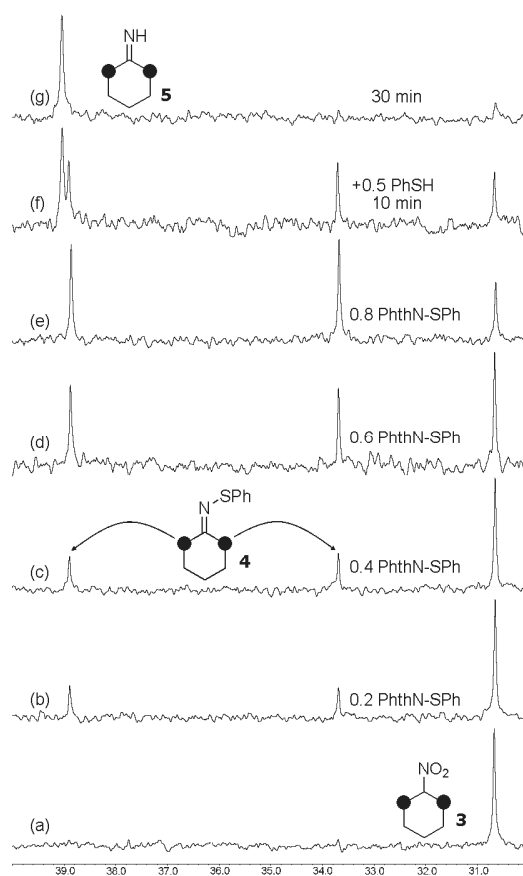 NH
5
(g)
30 min
+0.5 PhSH
10 min
(f)
0.8 PhthN-SPh
(e)
0.6 PhthN-SPh
(d)
SPh
N
4
0.4 PhthN-SPh
(c)
0.2 PhthN-SPh
(b)
NO₂
3
(a)
39.0 38.0 37.0 36.0 35.0 34.0 33.0 32.0 31.0